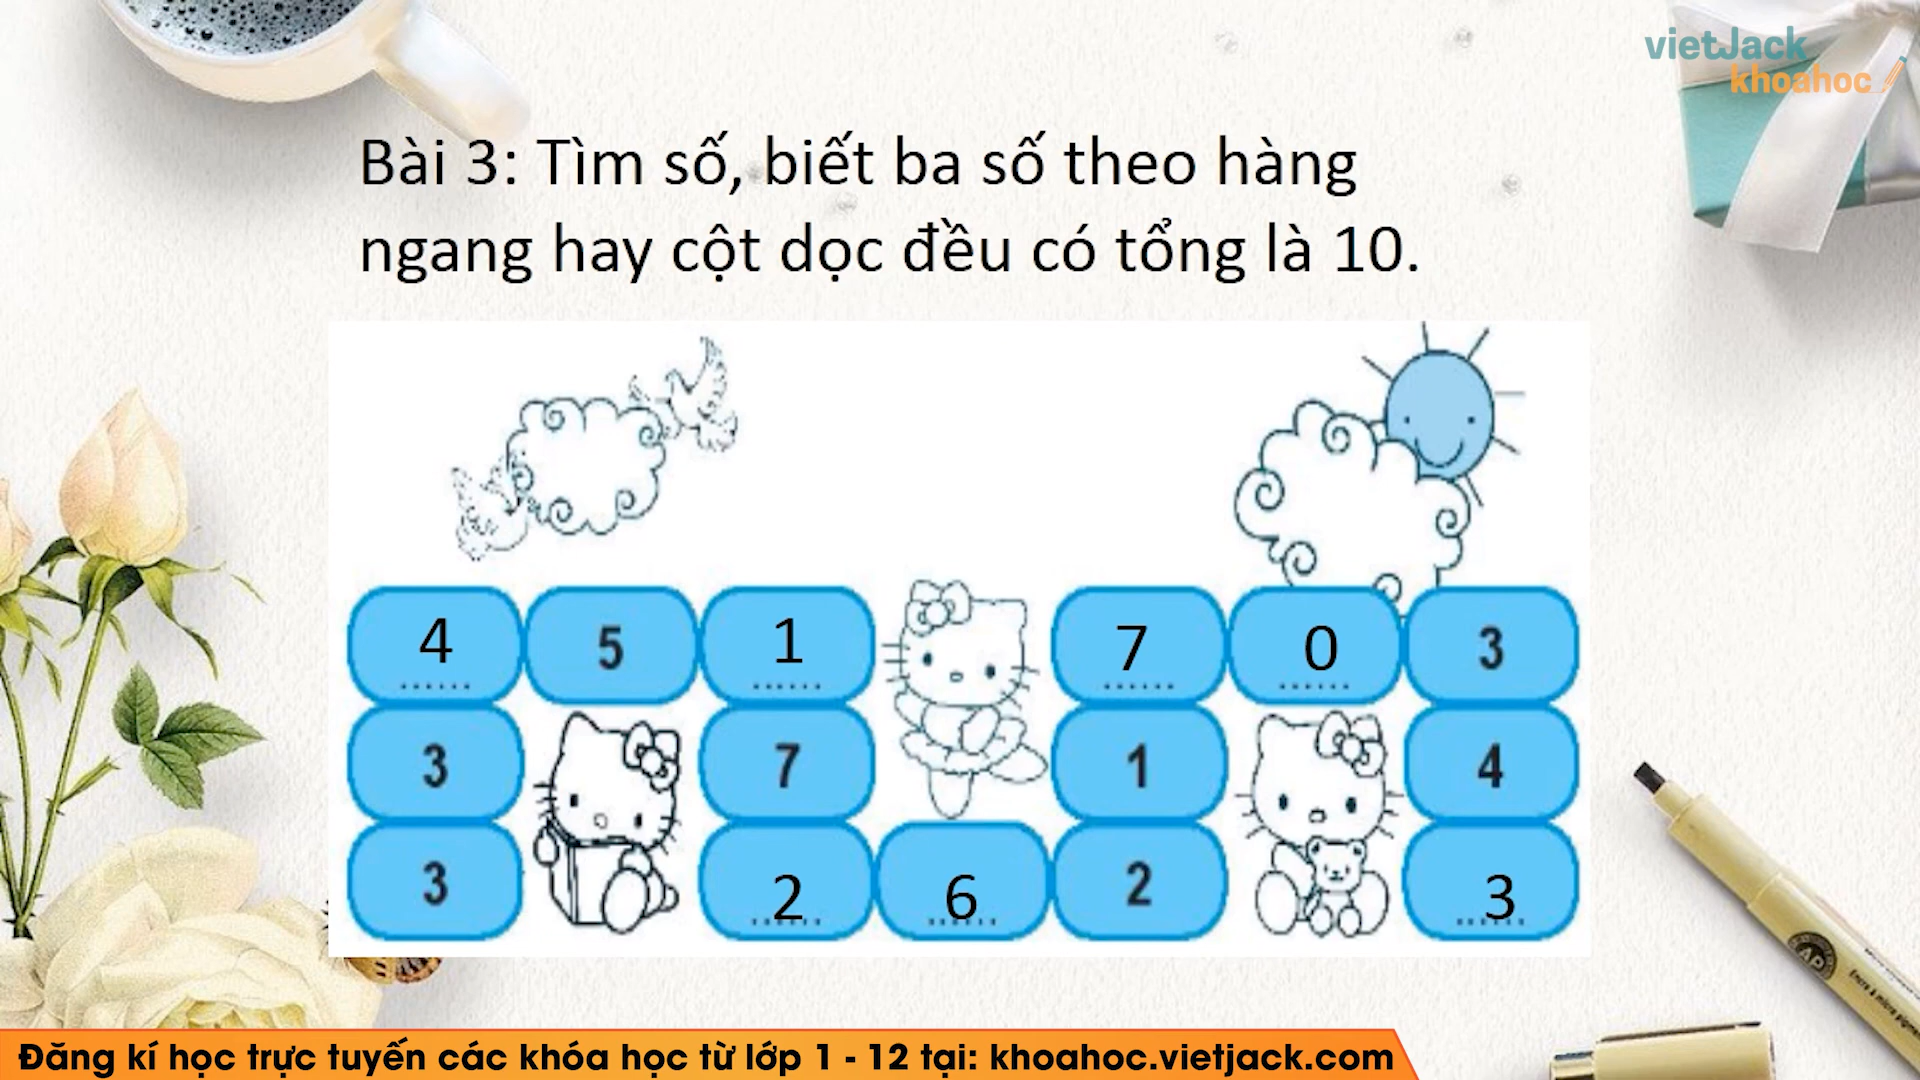 vietJack
khoahoc
Bài 3: Tìm số, biết ba số theo hàng
ngang hay cột dọc đều có tổng là 10.
4 5 1 7 0 3
3 7 1 4
3 2 6 2 3
Đăng kí học trực tuyến các khóa học từ lớp 1 - 12 tại: khoahoc.vietjack.com